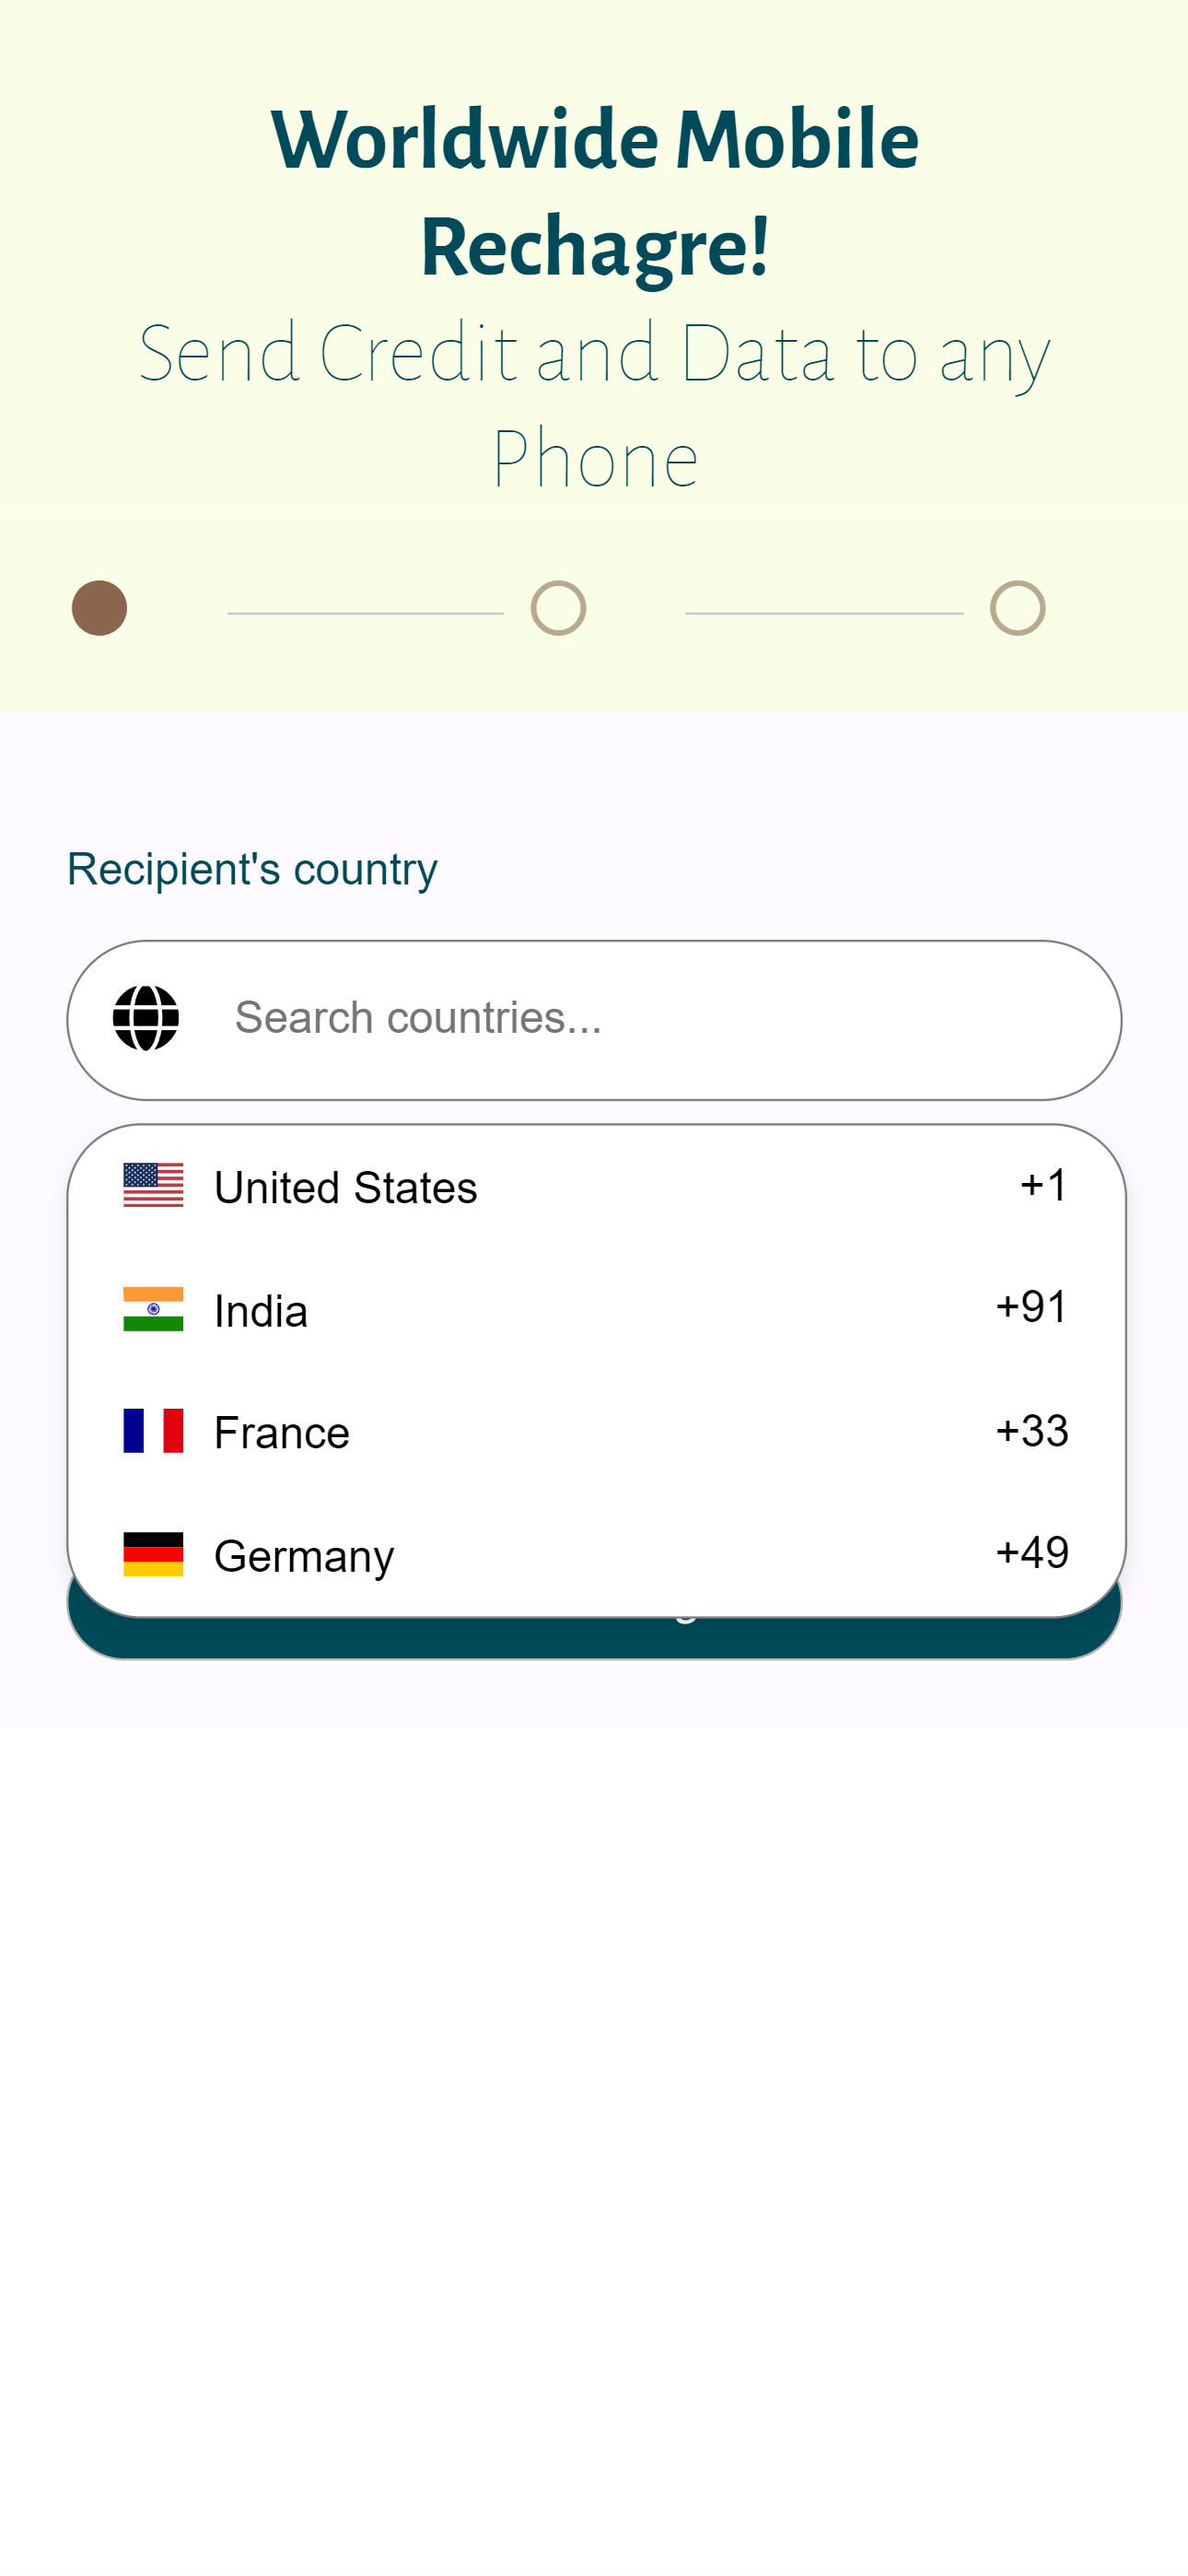 Worldwide Mobile
Rechagre!
Send Credit and Data to any
Phone
Recipient's country
Search countries...
United States +1
India +91
France +33
Germany +49